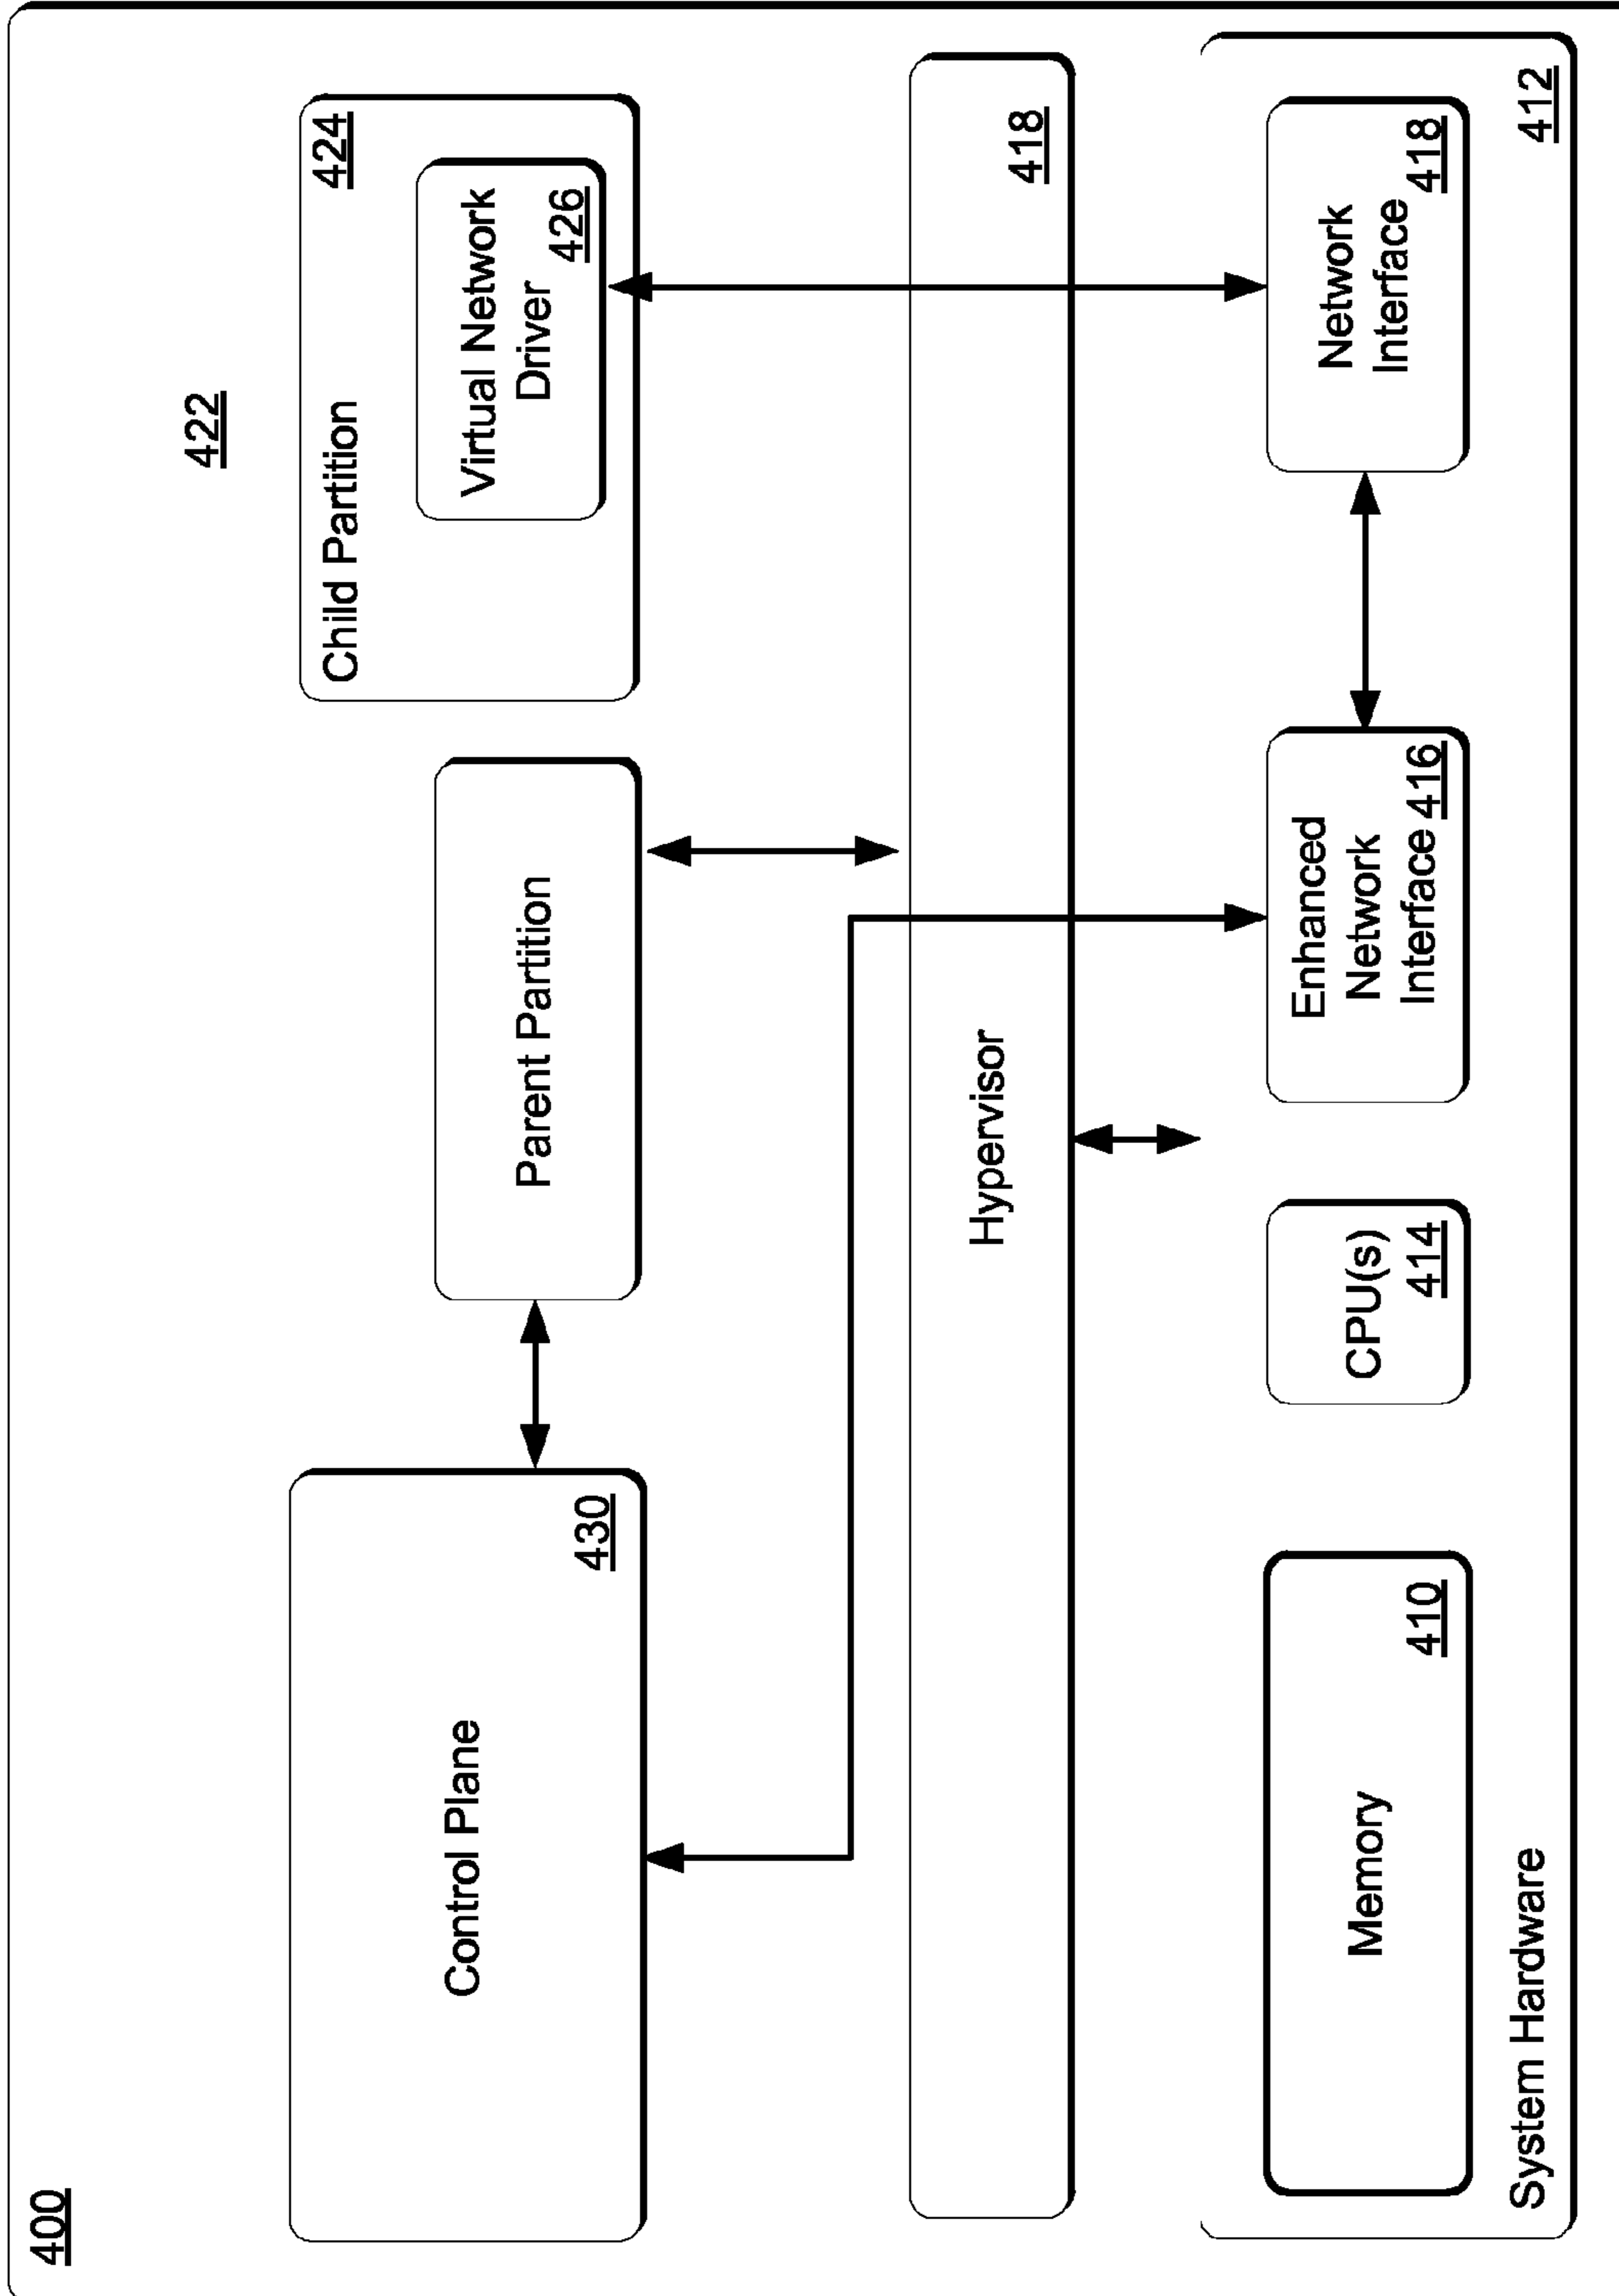 400
422
Control Plane
430
Parent Partition
Child Partition
424
Virtual Network
Driver
426
Hypervisor
418
Memory
410
CPU(s)
414
Enhanced
Network
Interface 416
Network
Interface
418
System Hardware
412